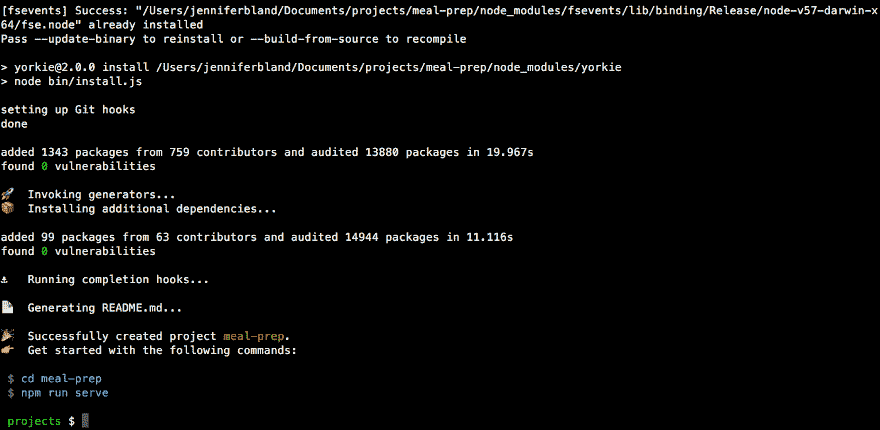 [fsevents] Success: "/Users/jenniferbland/Documents/projects/meal-prep/node_modules/fsevents/lib/binding/Release/node-v57-darwin-x
64/fse.node" already installed
Pass --update-binary to reinstall or --build-from-source to recompile
> yorkie@2.0.0 install /Users/jenniferbland/Documents/projects/meal-prep/node_modules/yorkie
> node bin/install.js
setting up Git hooks
done
added 1343 packages from 759 contributors and audited 13880 packages in 19.967s
found 0 vulnerabilities
🚀 Invoking generators...
📦 Installing additional dependencies...
added 99 packages from 63 contributors and audited 14944 packages in 11.116s
found 0 vulnerabilities
⚓ Running completion hooks...
📄 Generating README.md...
🎉 Successfully created project meal-prep.
👉 Get started with the following commands:
$ cd meal-prep
$ npm run serve
projects $